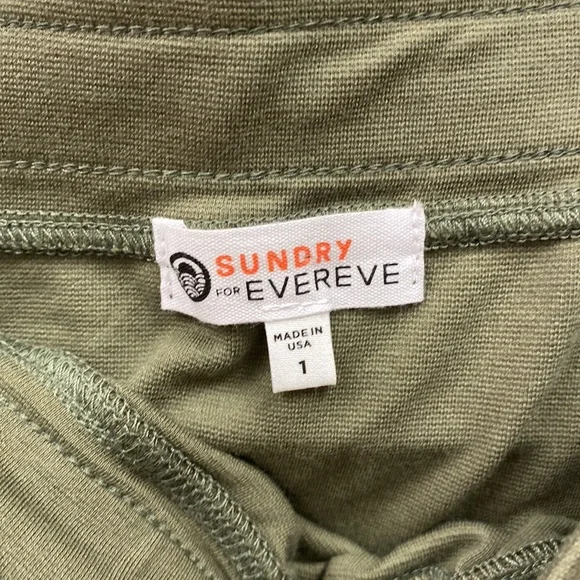 SUNDRY
FOR EVEREVE
MADE IN
USA
1